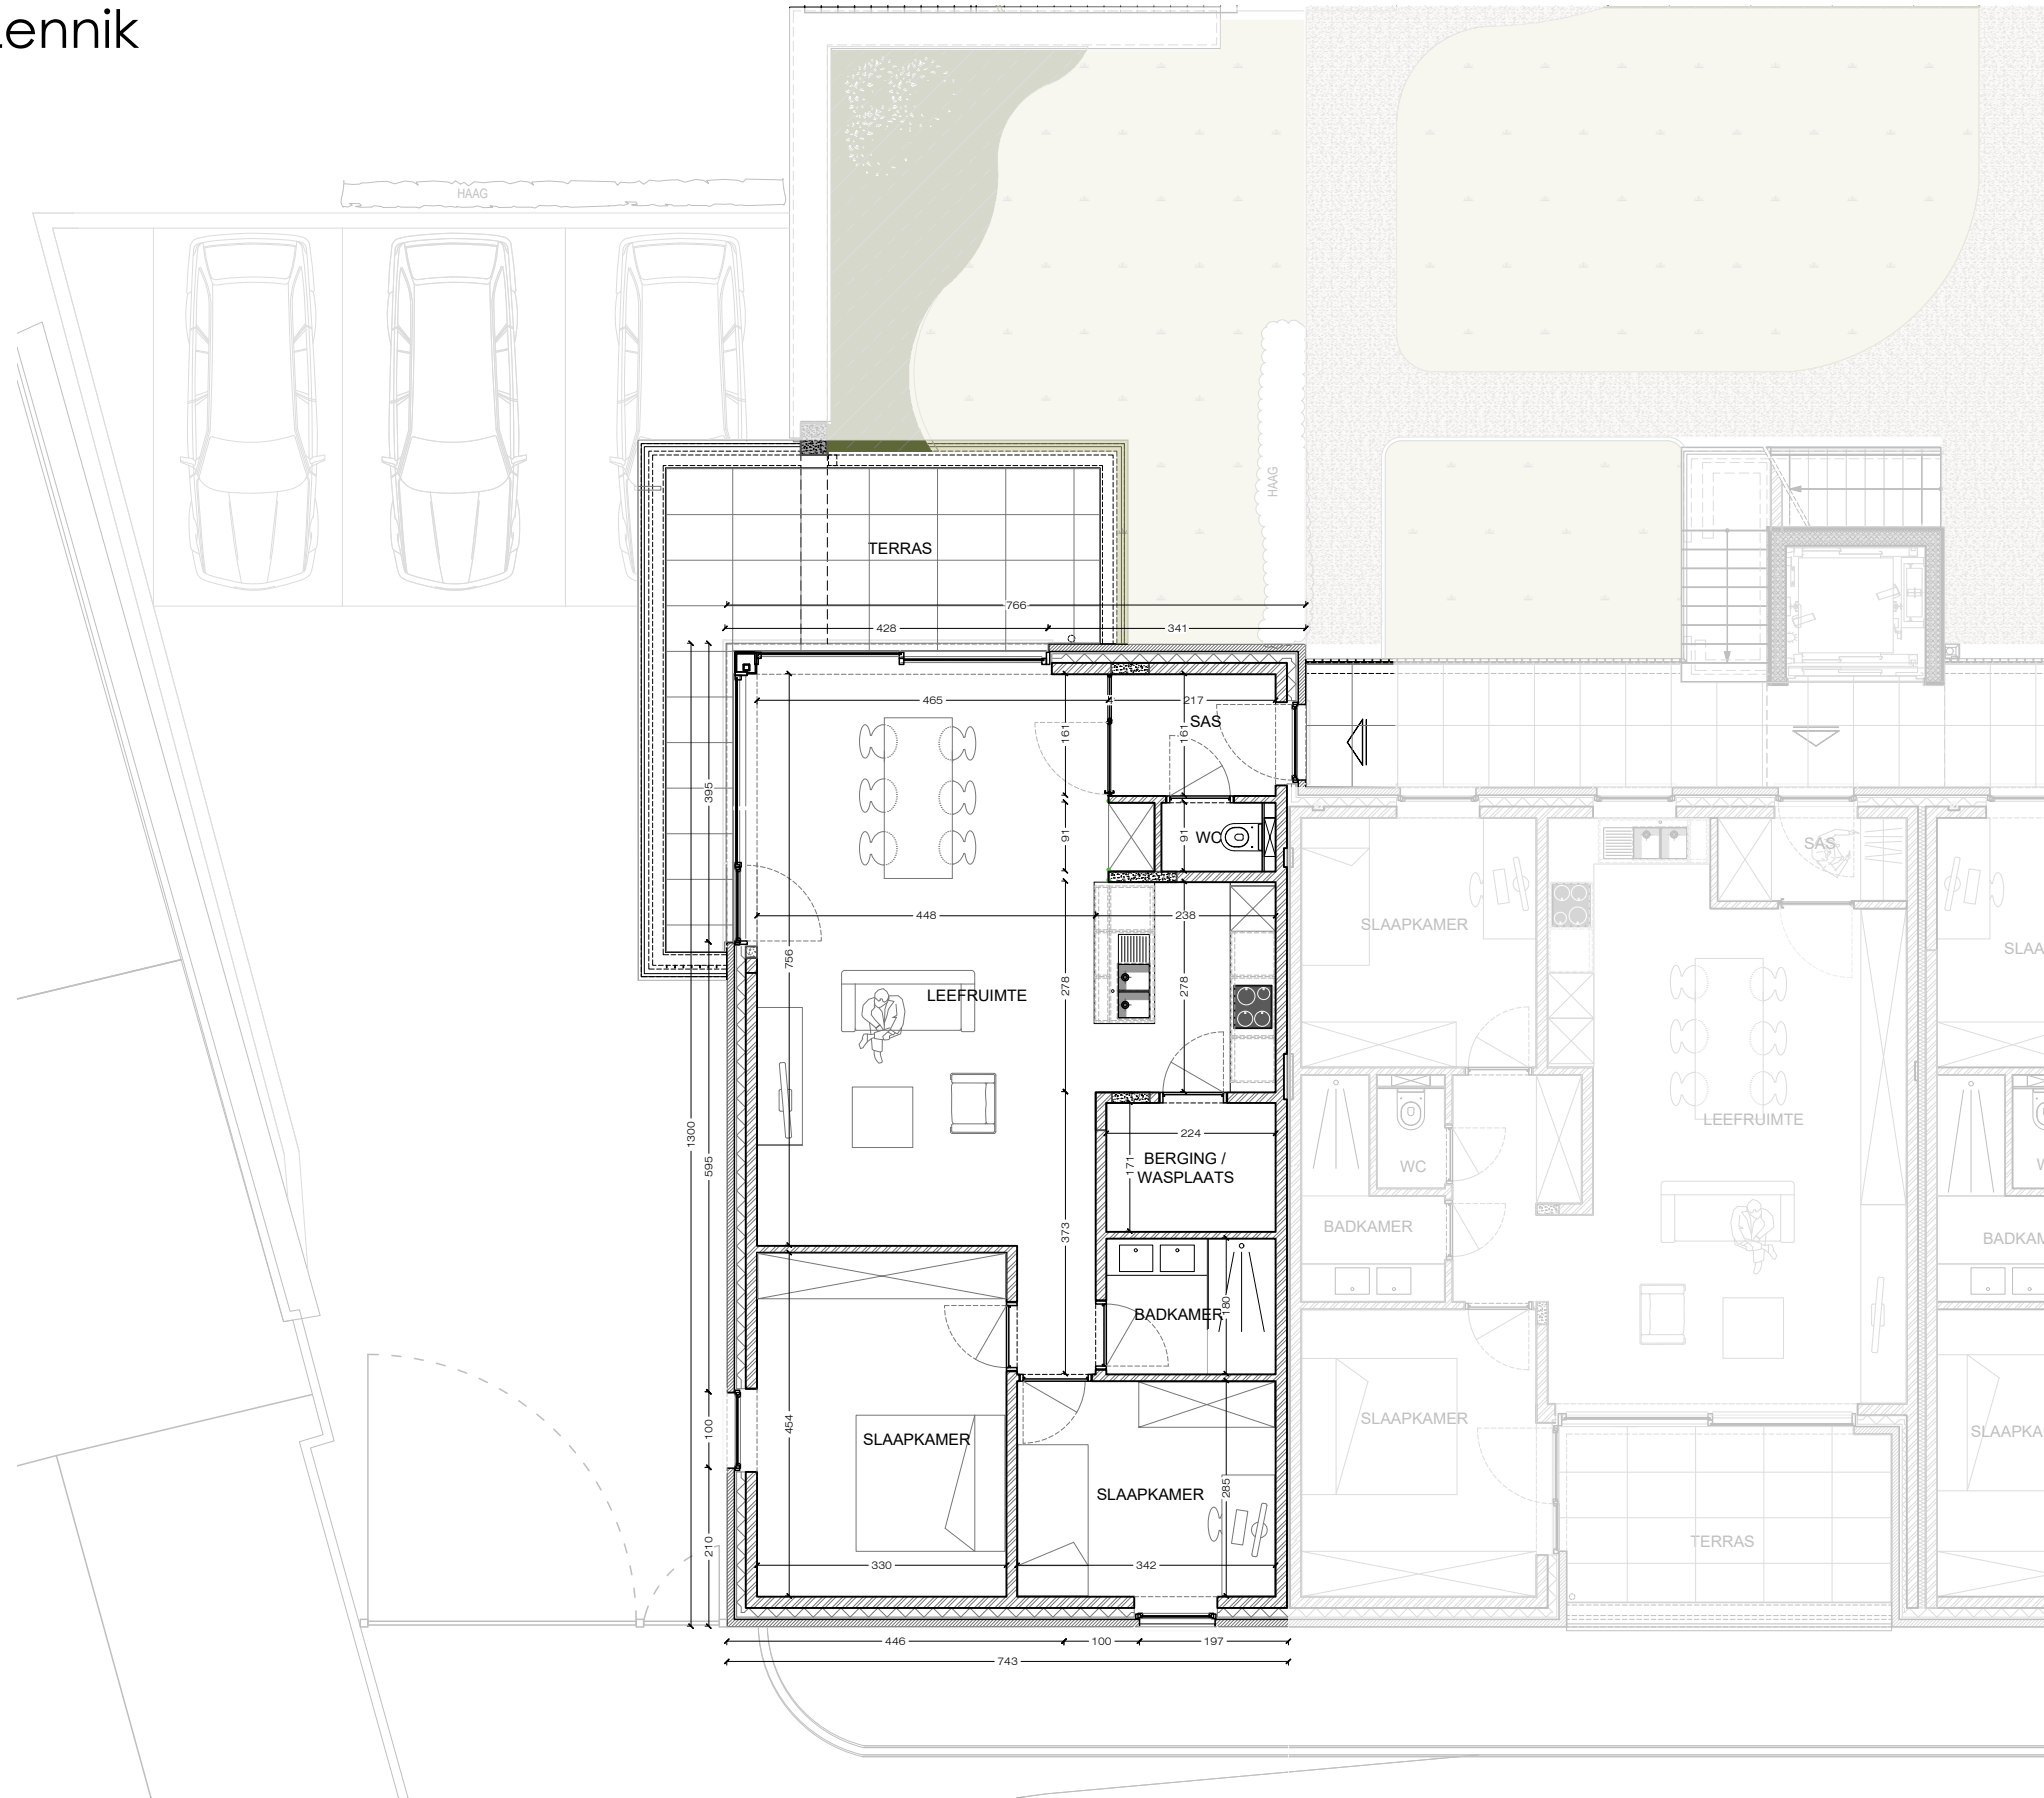 ennik
HAAG
HAAG
TERRAS
766
428
341
465
217
SAS
161
161
395
91
91
WC
SAS
448
238
SLAAPKAMER
756
278
278
LEEFRUIMTE
LEEFRUIMTE
1300
595
224
171
BERGING /
WASPLAATS
WC
373
BADKAMER
180
BADKAMER
454
100
SLAAPKAMER
SLAAPKAMER
285
SLAAPKAMER
TERRAS
210
330
342
446
100
197
743